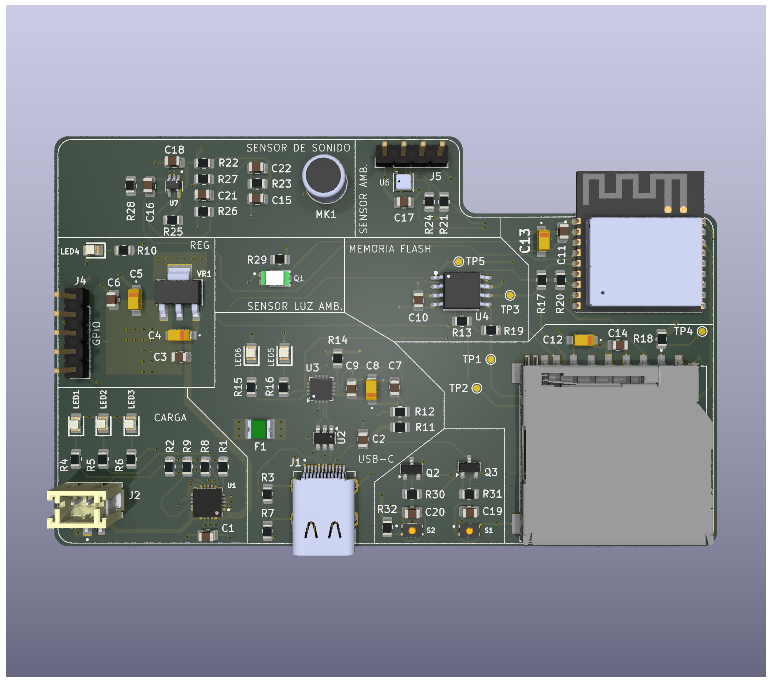 C18
SENSOR DE SONIDO
R22
C22
R27
R23
C21
C15
R26
R28
C16
U7
R25
MK1
SENSOR AMB.
J5
U6
C17
R24
R21
REG
LED4
R10
MEMORIA FLASH
C13
C11
J4
C6
C5
VR1
R29
Q1
TP5
R17
R20
GPIO
C4
C3
SENSOR LUZ AMB.
C10
U4
TP3
R13
R19
C12
C14
R18
TP4
LED6
LED5
R14
U3
TP1
R15
R16
C9
C8
C7
TP2
LED1
LED2
LED3
CARGA
F1
U2
C2
R12
R11
USB-C
R4
R5
R6
R2
R9
R8
R1
J1
Q2
Q3
J2
U1
R3
R30
R31
R7
R32
C20
C19
C1
S2
S1